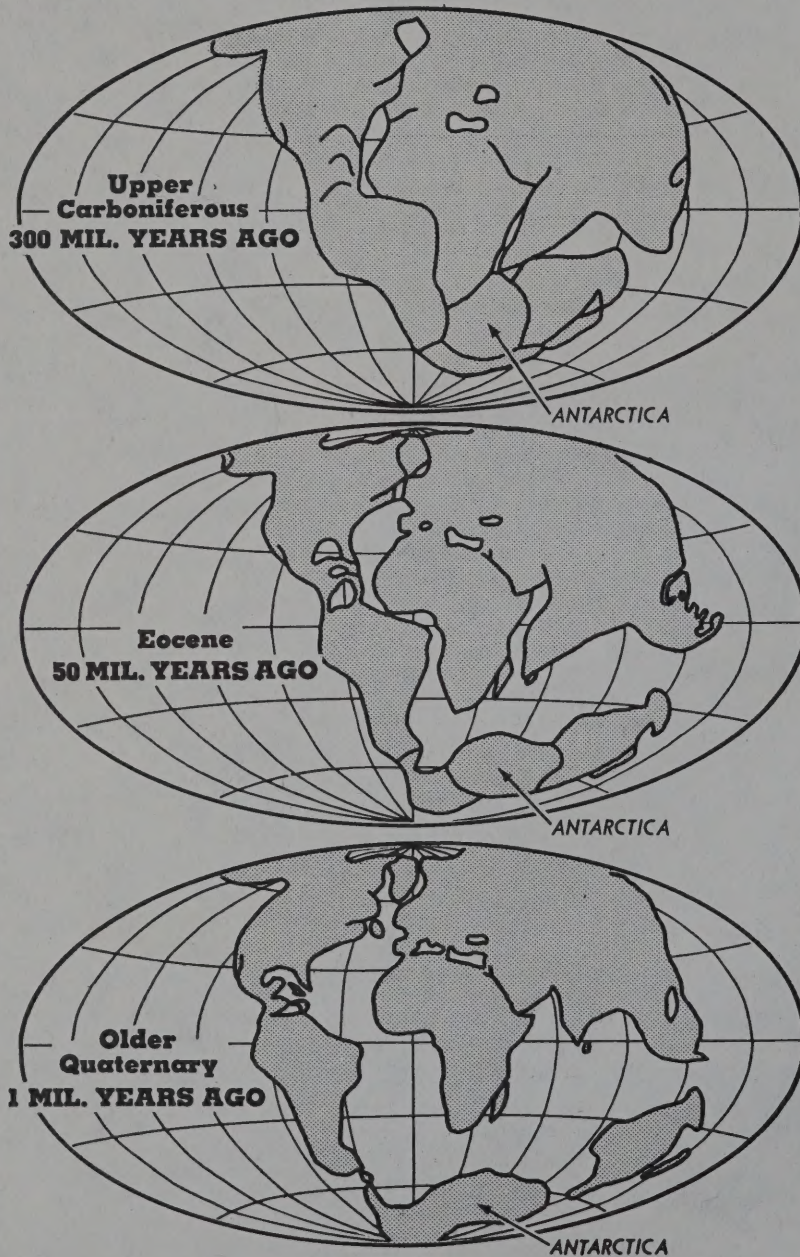 Upper
Carboniferous
300 MIL. YEARS AGO
ANTARCTICA
Eocene
50 MIL. YEARS AGO
ANTARCTICA
Older
Quaternary
1 MIL. YEARS AGO
ANTARCTICA